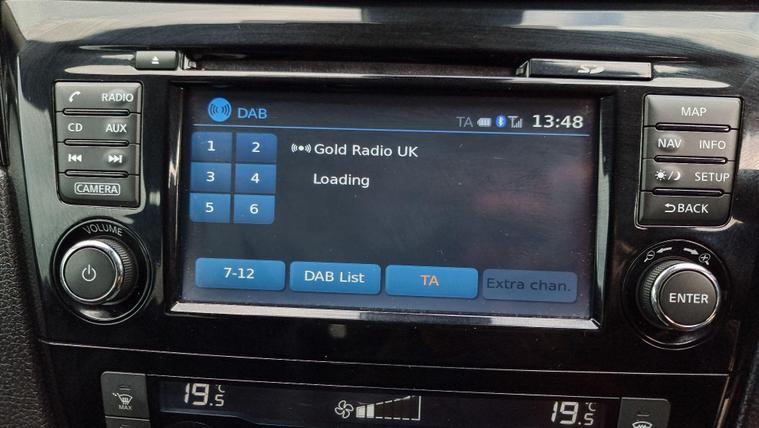 SD
RADIO
CD AUX
CAMERA
VOLUME
DAB
TA 13:48
1 2
3 4
5 6
Gold Radio UK
Loading
7-12 DAB List TA Extra chan.
MAP
NAV INFO
SETUP
BACK
ENTER
MAX
19.5°C
19.5°C